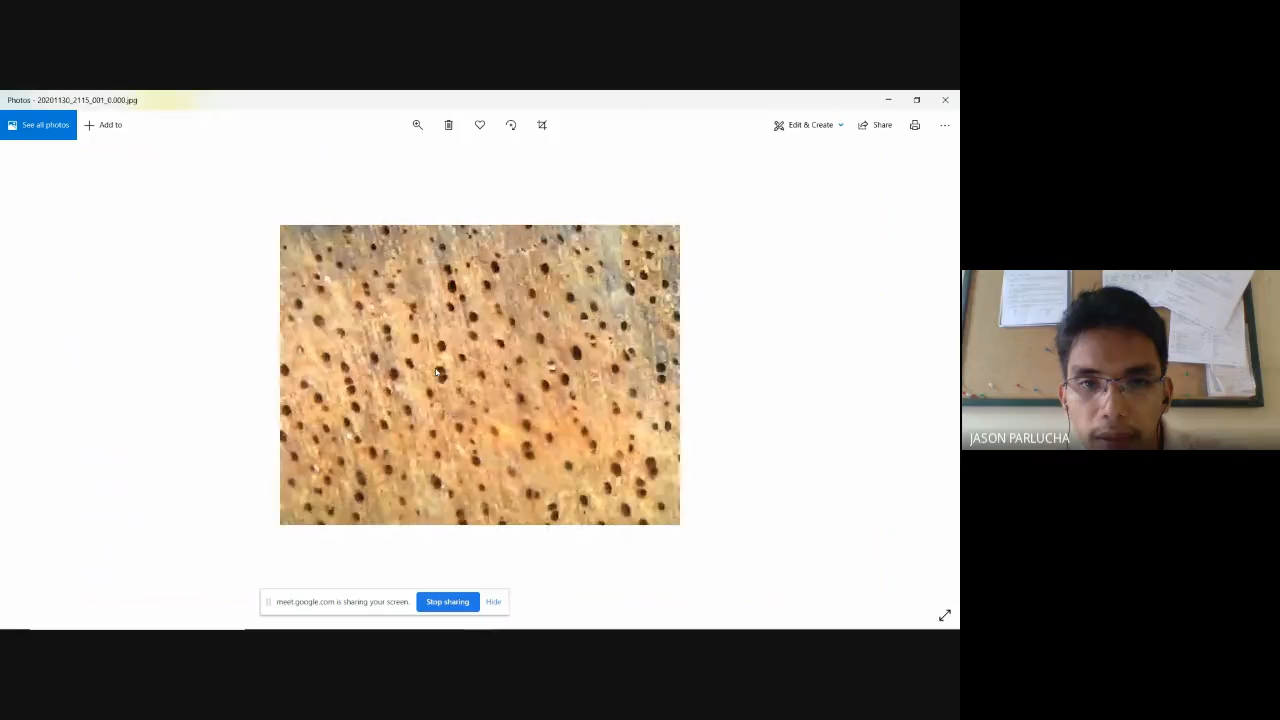 Photos - 20201130_2115_001_0.000.jpg
See all photos
Add to
Edit & Create
Share
meet.google.com is sharing your screen.
Stop sharing
Hide
JASON PARLUCHA